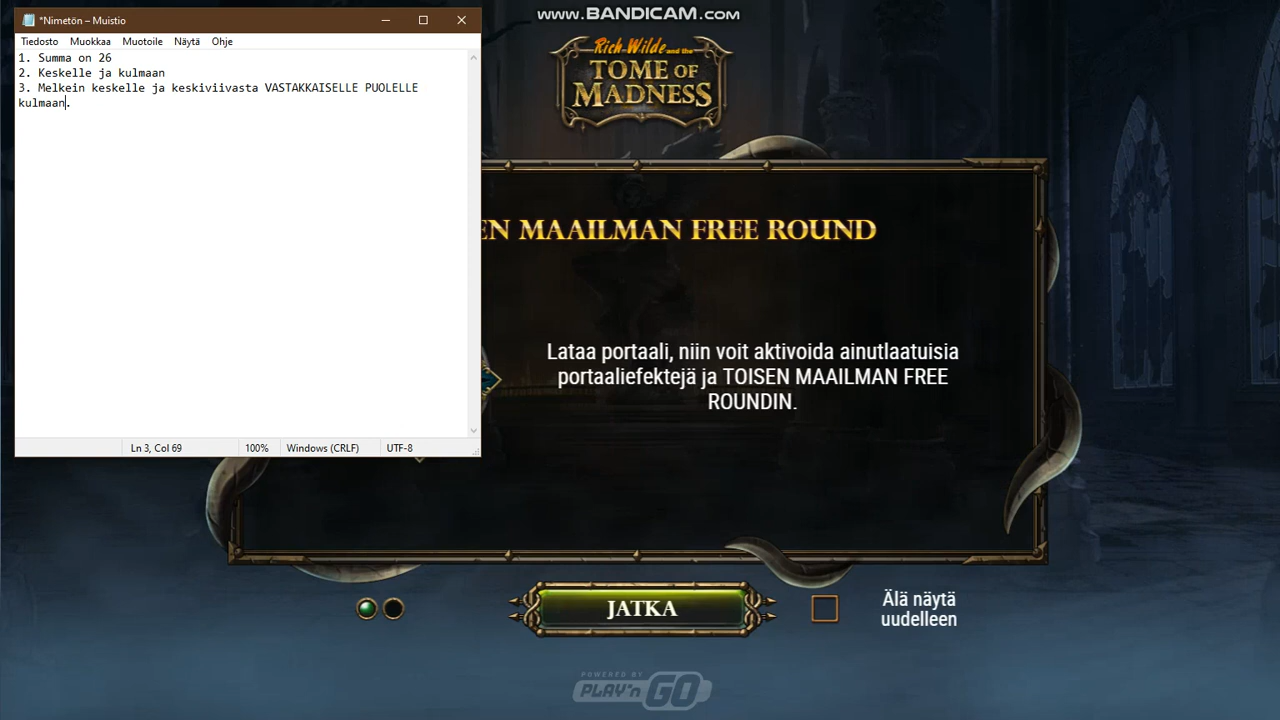 *Nimetön – Muistio
Tiedosto Muokkaa Muotoile Näytä Ohje
1. Summa on 26
2. Keskelle ja kulmaan
3. Melkein keskelle ja keskiviivasta VASTAKKAISELLE PUOLELLE
kulmaan.
Ln 3, Col 69 100% Windows (CRLF) UTF-8
www.BANDICAM.com
Rich Wilde and the
TOME OF
MADNESS
EN MAAILMAN FREE ROUND
Lataa portaali, niin voit aktivoida ainutlaatuisia
portaaliefektejä ja TOISEN MAAILMAN FREE
ROUNDIN.
JATKA
Älä näytä
uudelleen
POWERED BY
PLAY'n GO